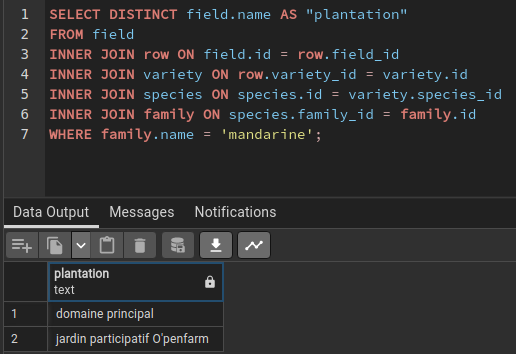 1 SELECT DISTINCT field.name AS "plantation"
2 FROM field
3 INNER JOIN row ON field.id = row.field_id
4 INNER JOIN variety ON row.variety_id = variety.id
5 INNER JOIN species ON species.id = variety.species_id
6 INNER JOIN family ON species.family_id = family.id
7 WHERE family.name = 'mandarine';
Data Output Messages Notifications
plantation
text
1 domaine principal
2 jardin participatif O'penfarm